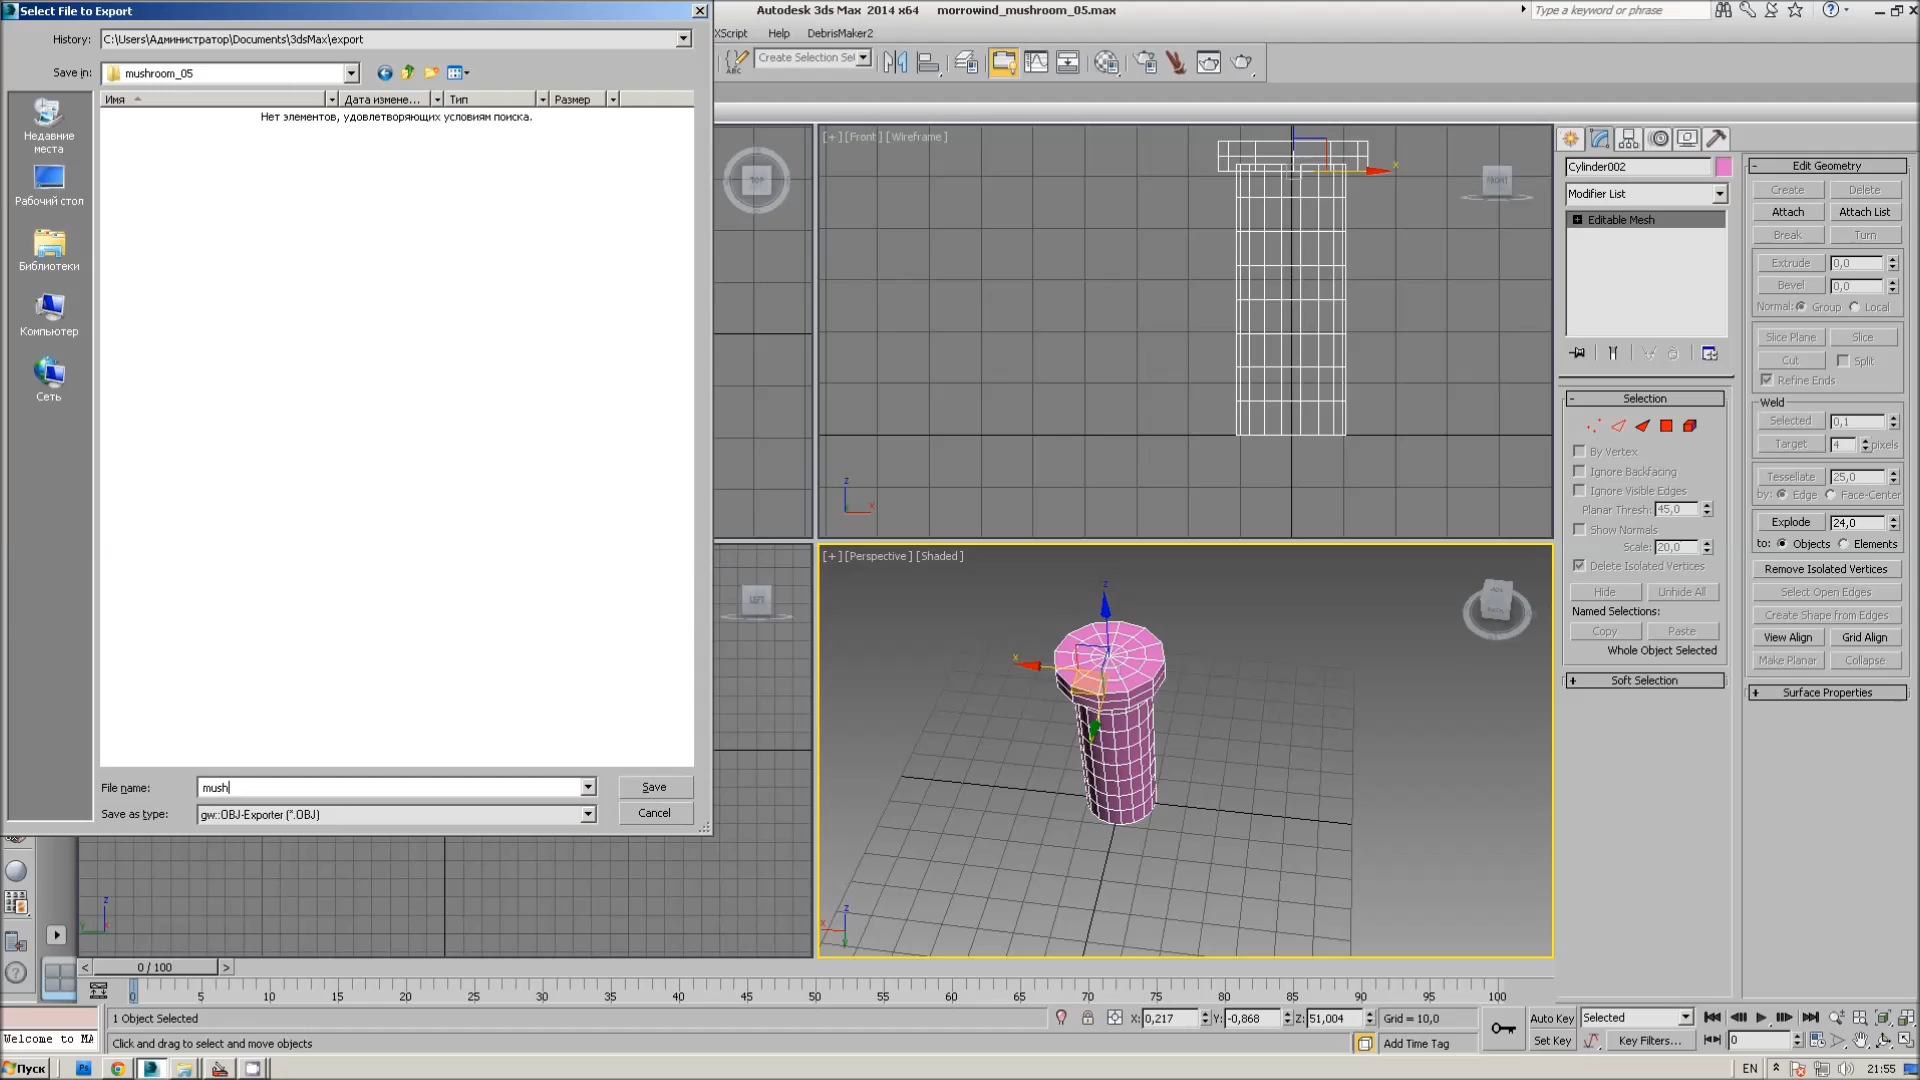 Select File to Export
Autodesk 3ds Max 2014 x64 morrowind_mushroom_05.max
Type a keyword or phrase
History: C:\Users\Администратор\Documents\3dsMax\export
XScript Help DebrisMaker2
Save in: mushroom_05
Create Selection Sel
ABC
Имя Дата измене... Тип Размер
Нет элементов, удовлетворяющих условиям поиска.
Недавние
места
Рабочий стол
Библиотеки
Компьютер
Сеть
File name: mush
Save
Save as type: gw::OBJ-Exporter (*.OBJ)
Cancel
TOP
[+] [Front] [Wireframe]
FRONT
x
z
x
LEFT
[+] [Perspective] [Shaded]
z
x
z
z
Cylinder002
Modifier List
Editable Mesh
- Selection
By Vertex
Ignore Backfacing
Ignore Visible Edges
Planar Thresh: 45,0
Show Normals
Scale: 20,0
Delete Isolated Vertices
Hide Unhide All
Named Selections:
Copy Paste
Whole Object Selected
+ Soft Selection
- Edit Geometry
Create Delete
Attach Attach List
Break Turn
Extrude 0,0
Bevel 0,0
Normal: Group Local
Slice Plane Slice
Cut Split
Refine Ends
Weld
Selected 0,1
Target 4 pixels
Tessellate 25,0
by: Edge Face-Center
Explode 24,0
to: Objects Elements
Remove Isolated Vertices
Select Open Edges
Create Shape from Edges
View Align Grid Align
Make Planar Collapse
+ Surface Properties
< 0 / 100 >
0 5 10 15 20 25 30 35 40 45 50 55 60 65 70 75 80 85 90 95 100
1 Object Selected
X: 0,217 Y: -0,868 Z: 51,004 Grid = 10,0
Auto Key Selected
Welcome to MA
Click and drag to select and move objects
Add Time Tag
Set Key Key Filters... 0
Пуск
Ps
EN 21:55